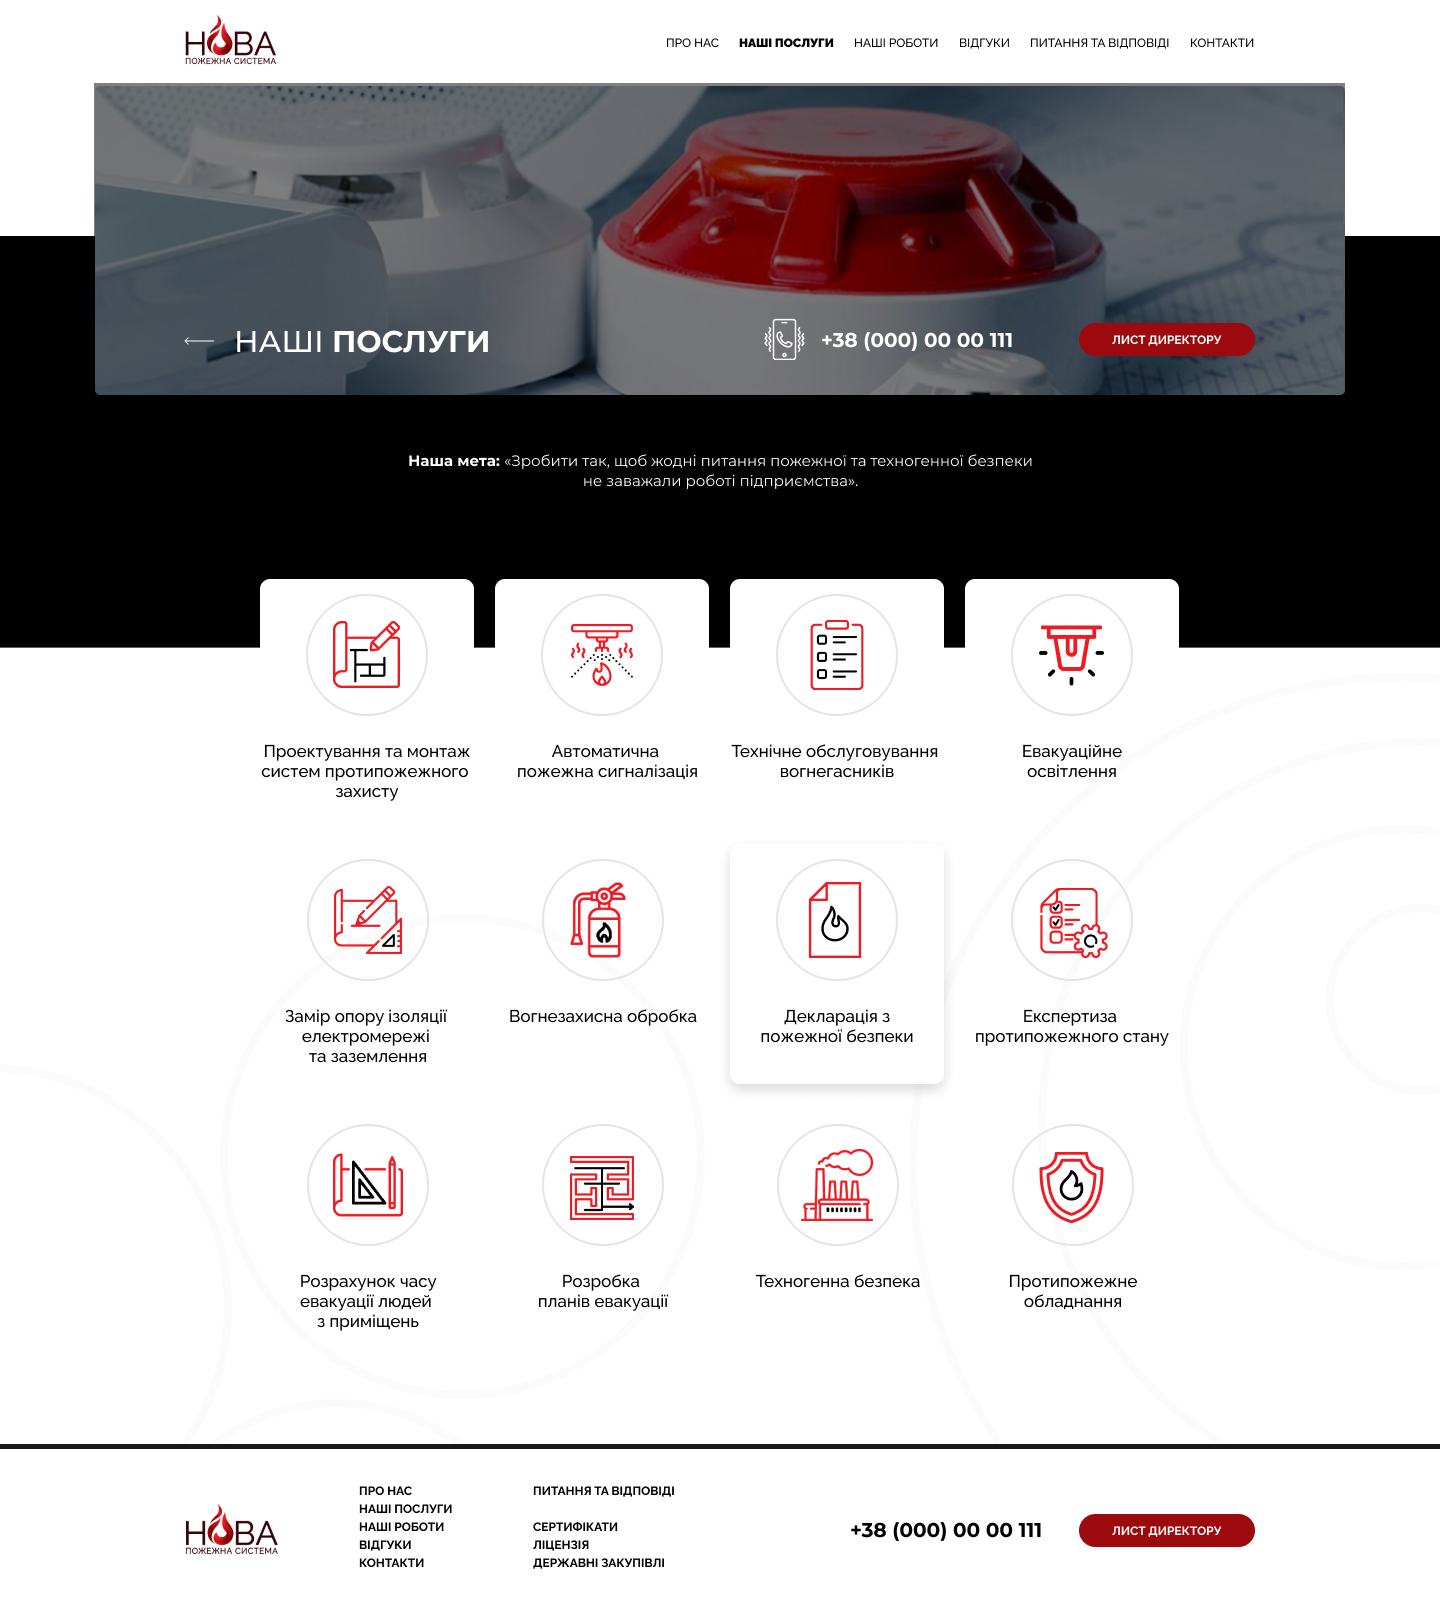 НОВА
ПОЖЕЖНА СИСТЕМА
ПРО НАС НАШІ ПОСЛУГИ НАШІ РОБОТИ ВІДГУКИ ПИТАННЯ ТА ВІДПОВІДІ КОНТАКТИ
НАШІ ПОСЛУГИ
+38 (000) 00 00 111
ЛИСТ ДИРЕКТОРУ
Наша мета: «Зробити так, щоб жодні питання пожежної та техногенної безпеки
не заважали роботі підприємства».
Проектування та монтаж
систем протипожежного
захисту
Автоматична
пожежна сигналізація
Технічне обслуговування
вогнегасників
Евакуаційне
освітлення
Замір опору ізоляції
електромережі
та заземлення
Вогнезахисна обробка
Декларація з
пожежної безпеки
Експертиза
протипожежного стану
Розрахунок часу
евакуації людей
з приміщень
Розробка
планів евакуації
Техногенна безпека
Протипожежне
обладнання
НОВА
ПОЖЕЖНА СИСТЕМА
ПРО НАС
НАШІ ПОСЛУГИ
НАШІ РОБОТИ
ВІДГУКИ
КОНТАКТИ
ПИТАННЯ ТА ВІДПОВІДІ
СЕРТИФІКАТИ
ЛІЦЕНЗІЯ
ДЕРЖАВНІ ЗАКУПІВЛІ
+38 (000) 00 00 111
ЛИСТ ДИРЕКТОРУ